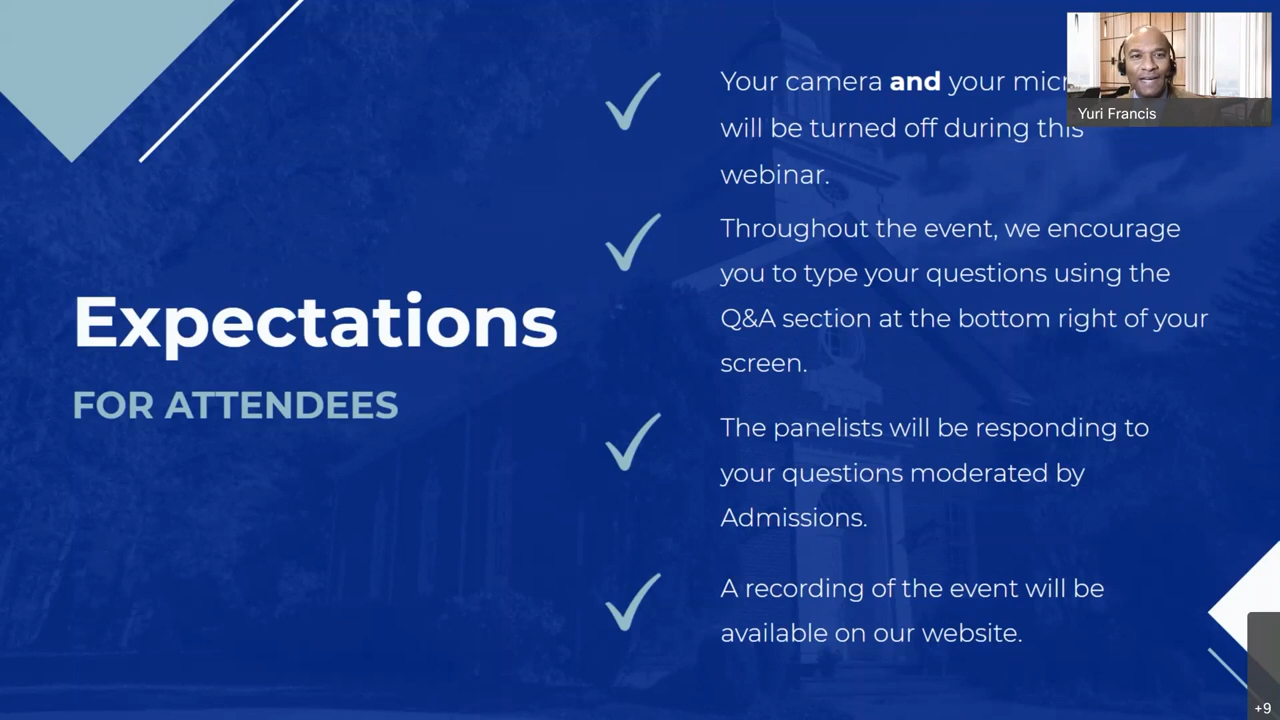 Expectations
FOR ATTENDEES
Your camera and your
will be turned off during this
webinar.
Throughout the event, we encourage
you to type your questions using the
Q&A section at the bottom right of your
screen.
The panelists will be responding to
your questions moderated by
Admissions.
A recording of the event will be
available on our website.
Yuri Francis
+9